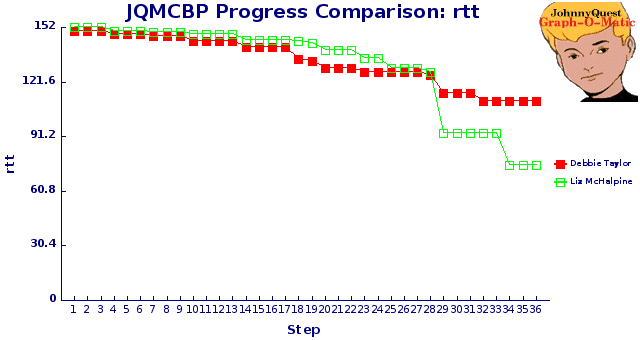 JQMCBP Progress Comparison: rtt
JohnnyQuest
Graph-O-Matic
152
121.6
91.2
60.8
30.4
0
rtt
Debbie Taylor
Liz McHalpine
1 2 3 4 5 6 7 8 9 10 11 12 13 14 15 16 17 18 19 20 21 22 23 24 25 26 27 28 29 30 31 32 33 34 35 36
Step